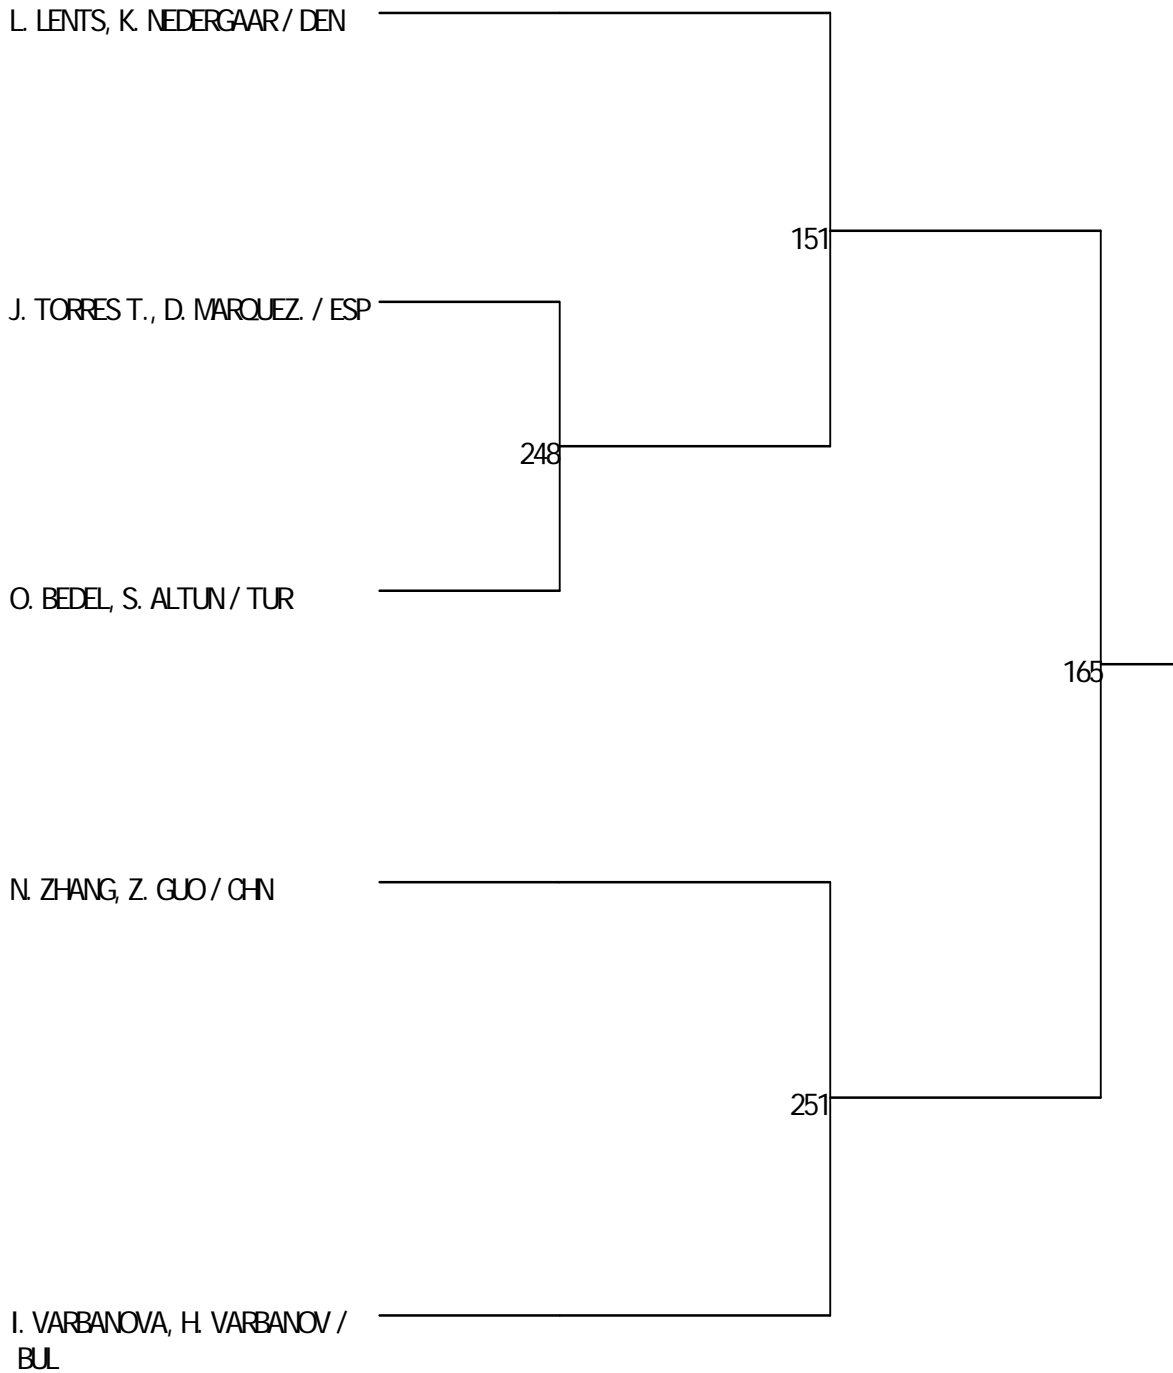 L. LENTS, K. NEDERGAAR / DEN
151
J. TORRES T., D. MARQUEZ. / ESP
248
O. BEDEL, S. ALTUN / TUR
165
N. ZHANG, Z. GUO / CHN
251
I. VARBANOVA, H. VARBANOV /
BUL